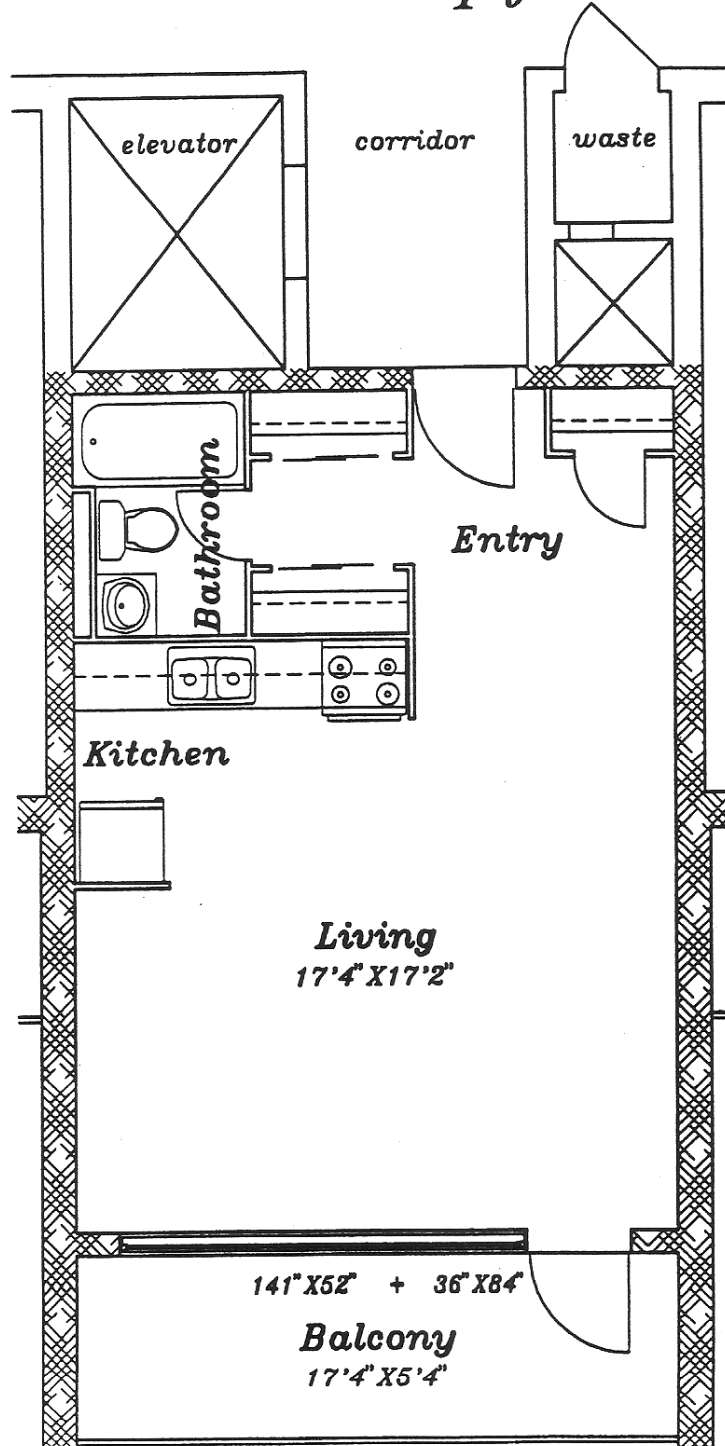 elevator
corridor
waste
Bathroom
Entry
Kitchen
Living
17'4"X17'2"
141"X52" + 36"X84"
Balcony
17'4"X5'4"